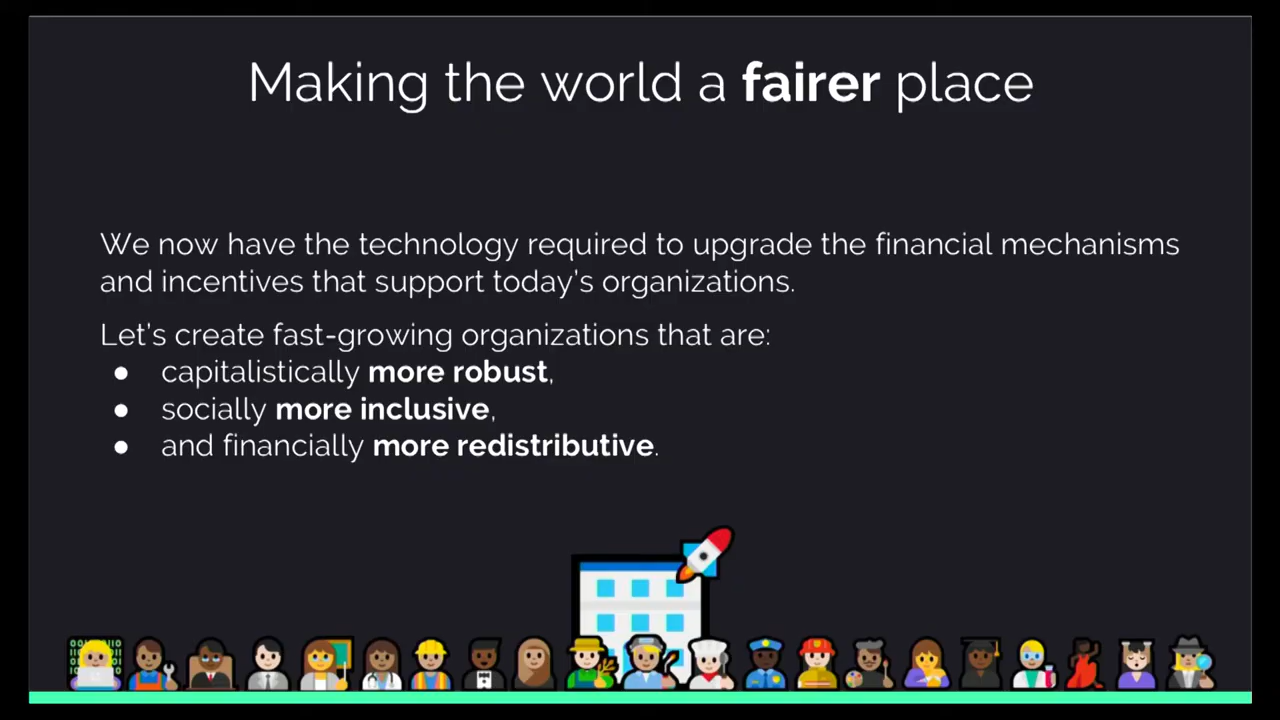 Making the world a fairer place
We now have the technology required to upgrade the financial mechanisms
and incentives that support today's organizations.
Let's create fast-growing organizations that are:
● capitalistically more robust,
● socially more inclusive,
● and financially more redistributive.